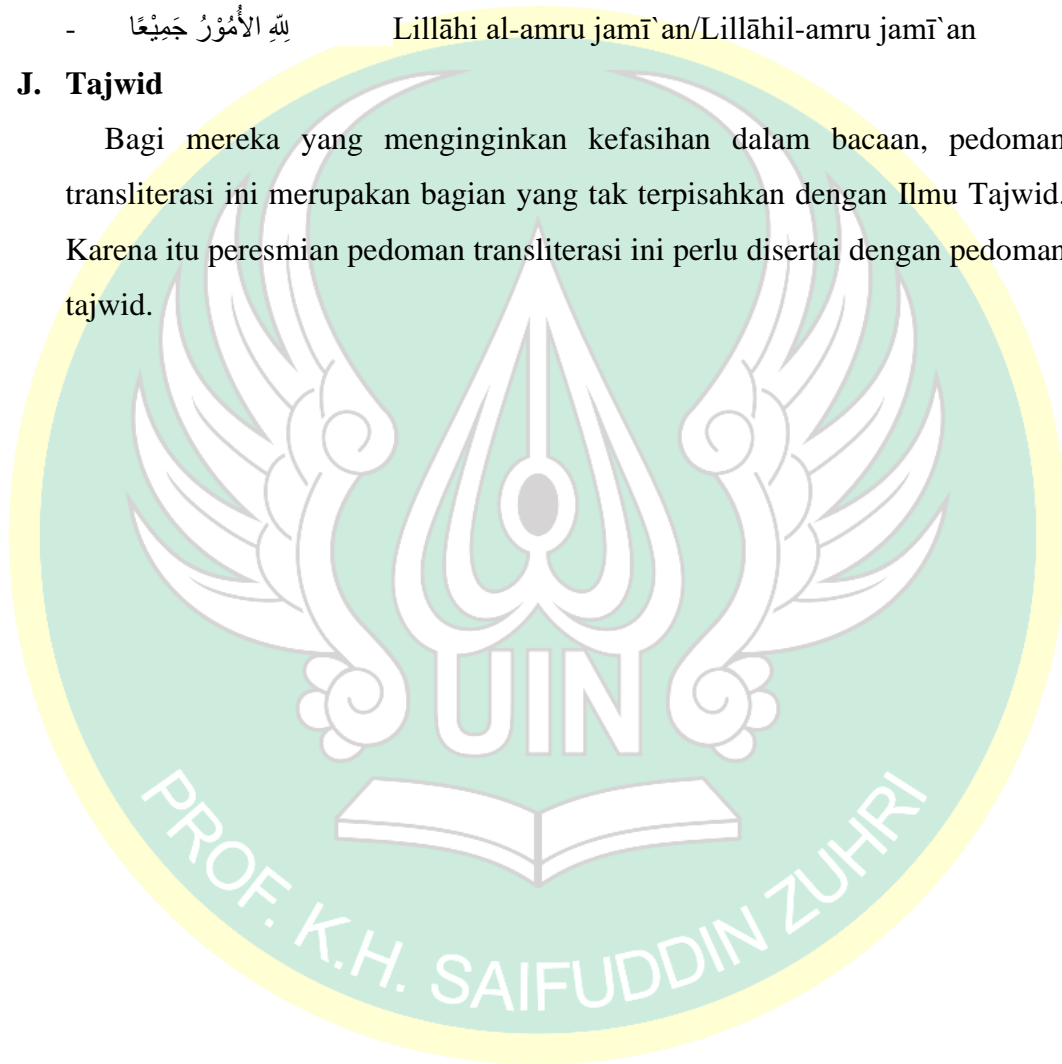 - لِلّهِ الأُمُوْرُ جَمِيْعًا Lillāhi al-amru jamī`an/Lillāhil-amru jamī`an
J. Tajwid
Bagi mereka yang menginginkan kefasihan dalam bacaan, pedoman
transliterasi ini merupakan bagian yang tak terpisahkan dengan Ilmu Tajwid.
Karena itu peresmian pedoman transliterasi ini perlu disertai dengan pedoman
tajwid.
UIN
PROF. K.H. SAIFUDDIN ZUHRI